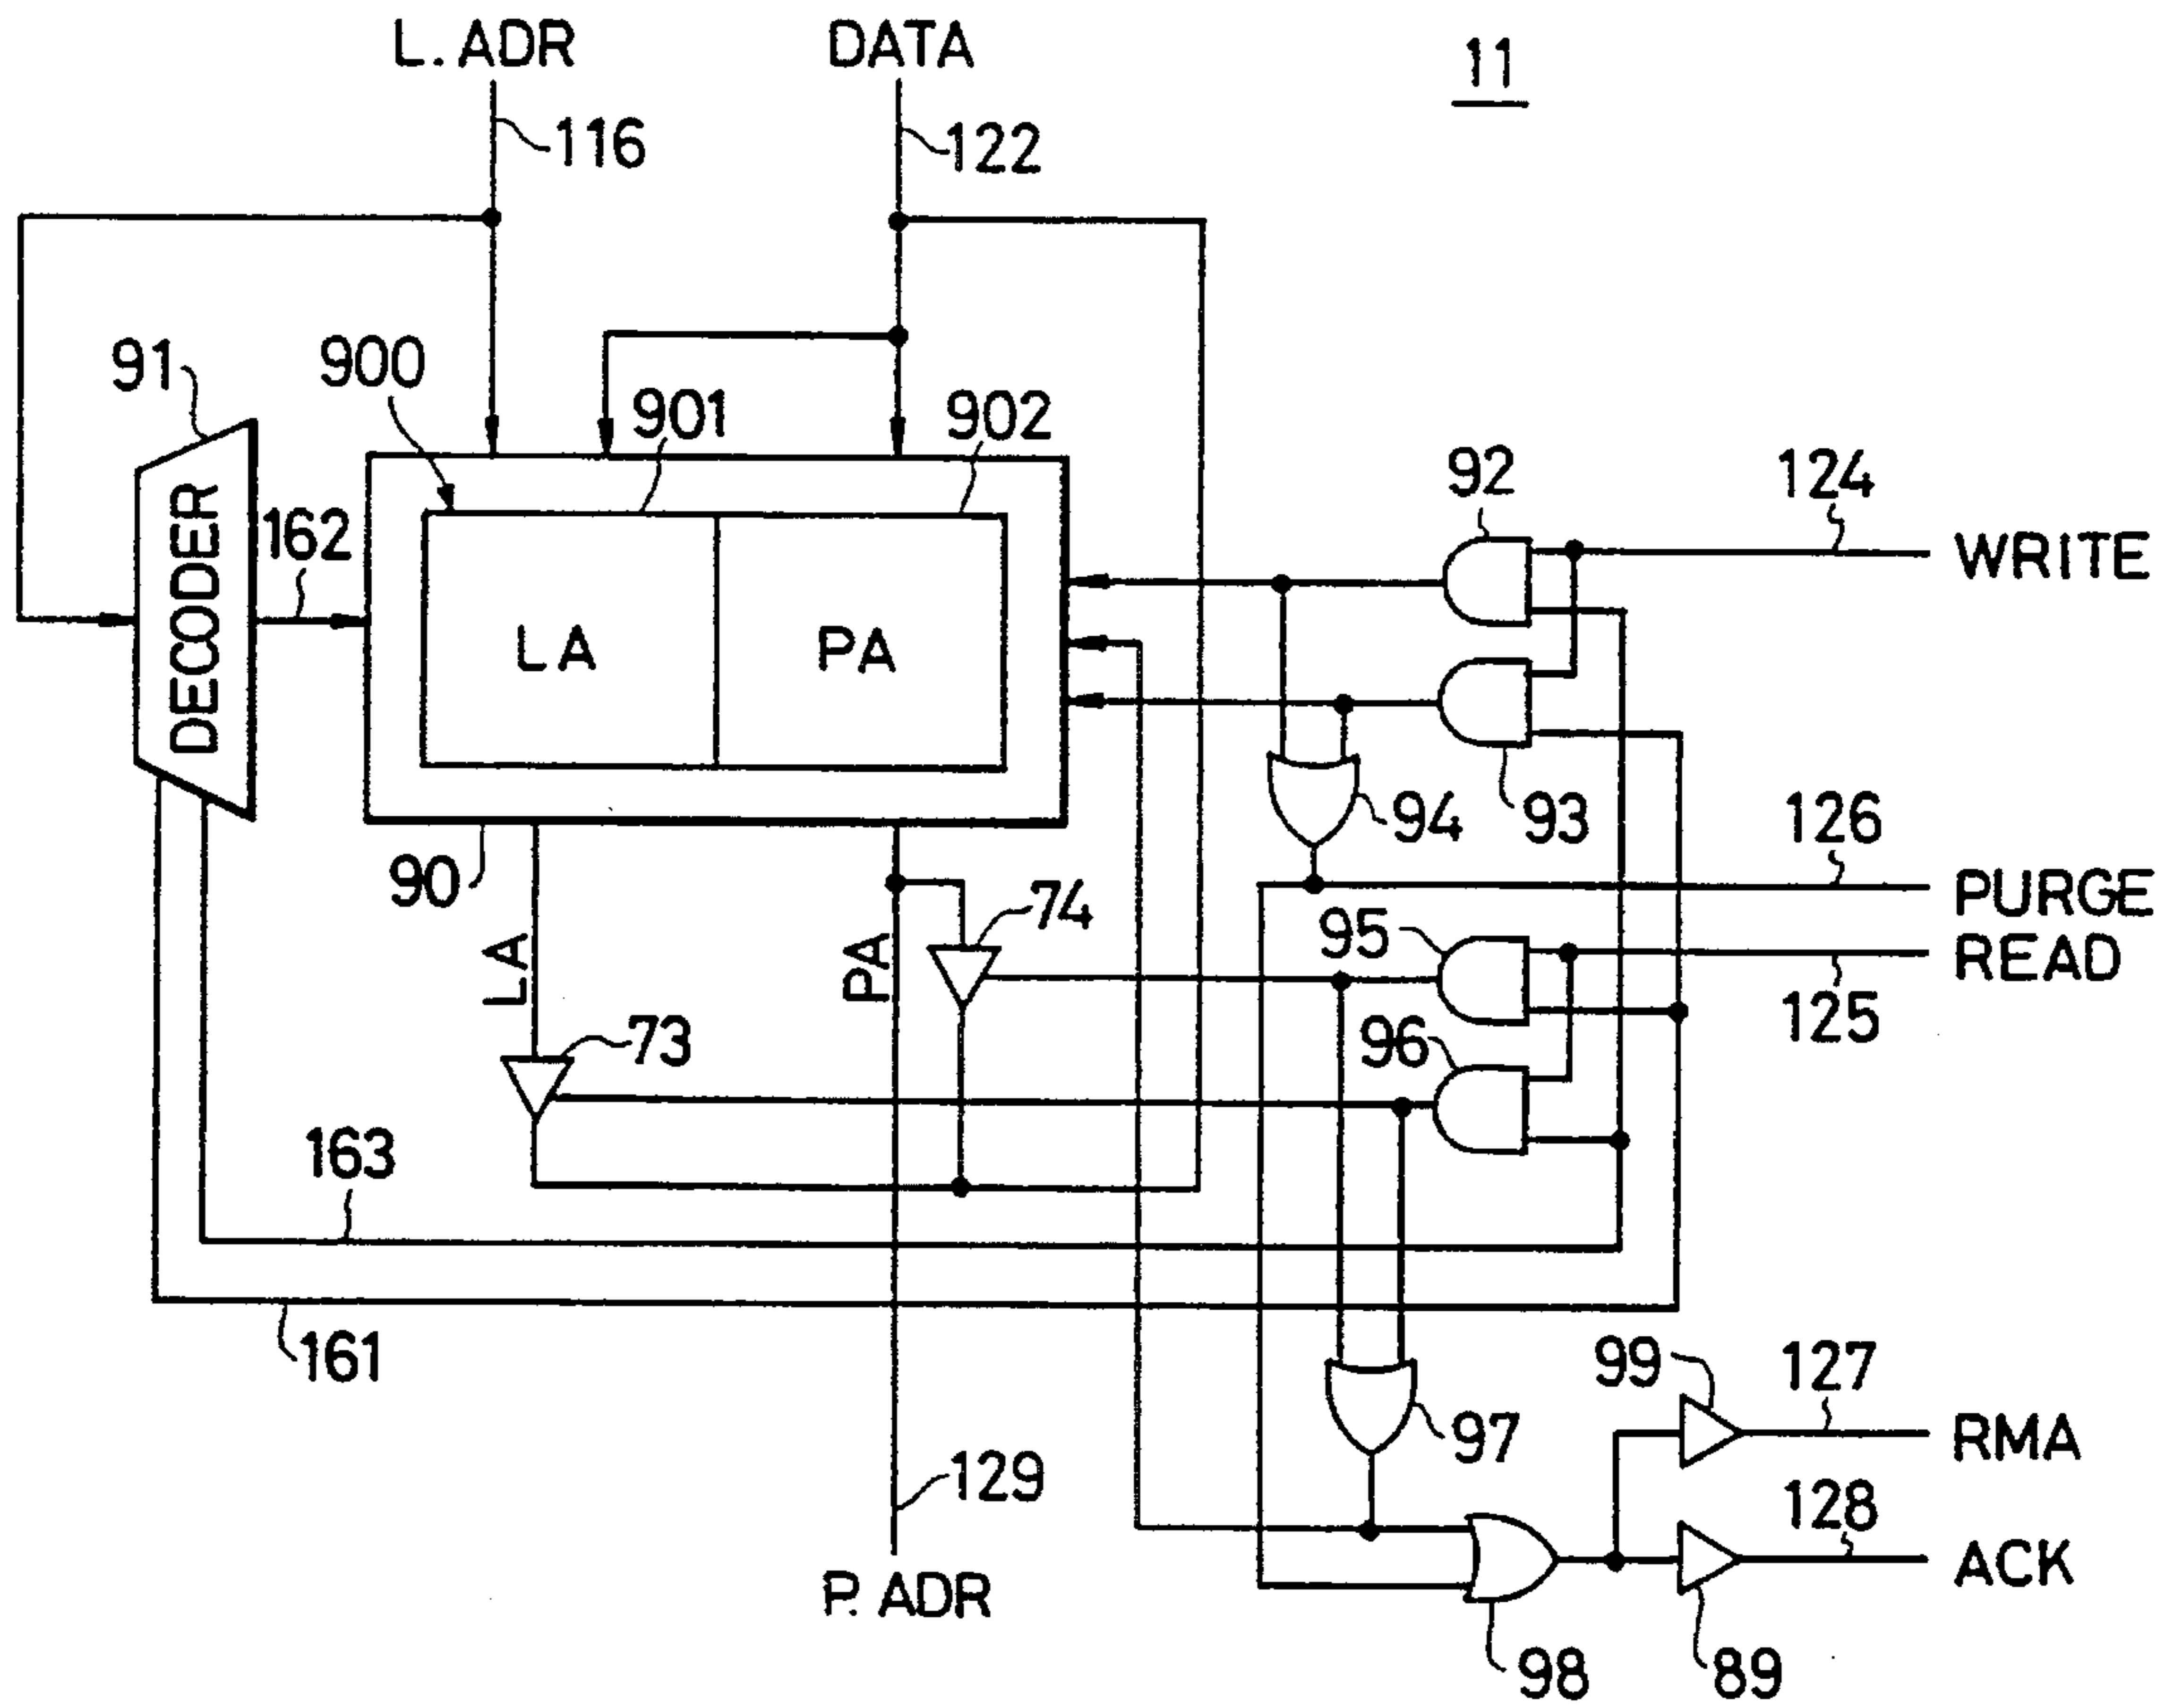 L. ADR
DATA
11
116
122
91
900
901
902
92
124
WRITE
DECODER
162
LA
PA
94
93
126
90
PURGE
74
95
READ
LA
PA
125
73
96
163
161
99
127
RMA
97
129
128
ACK
P. ADR
98
89